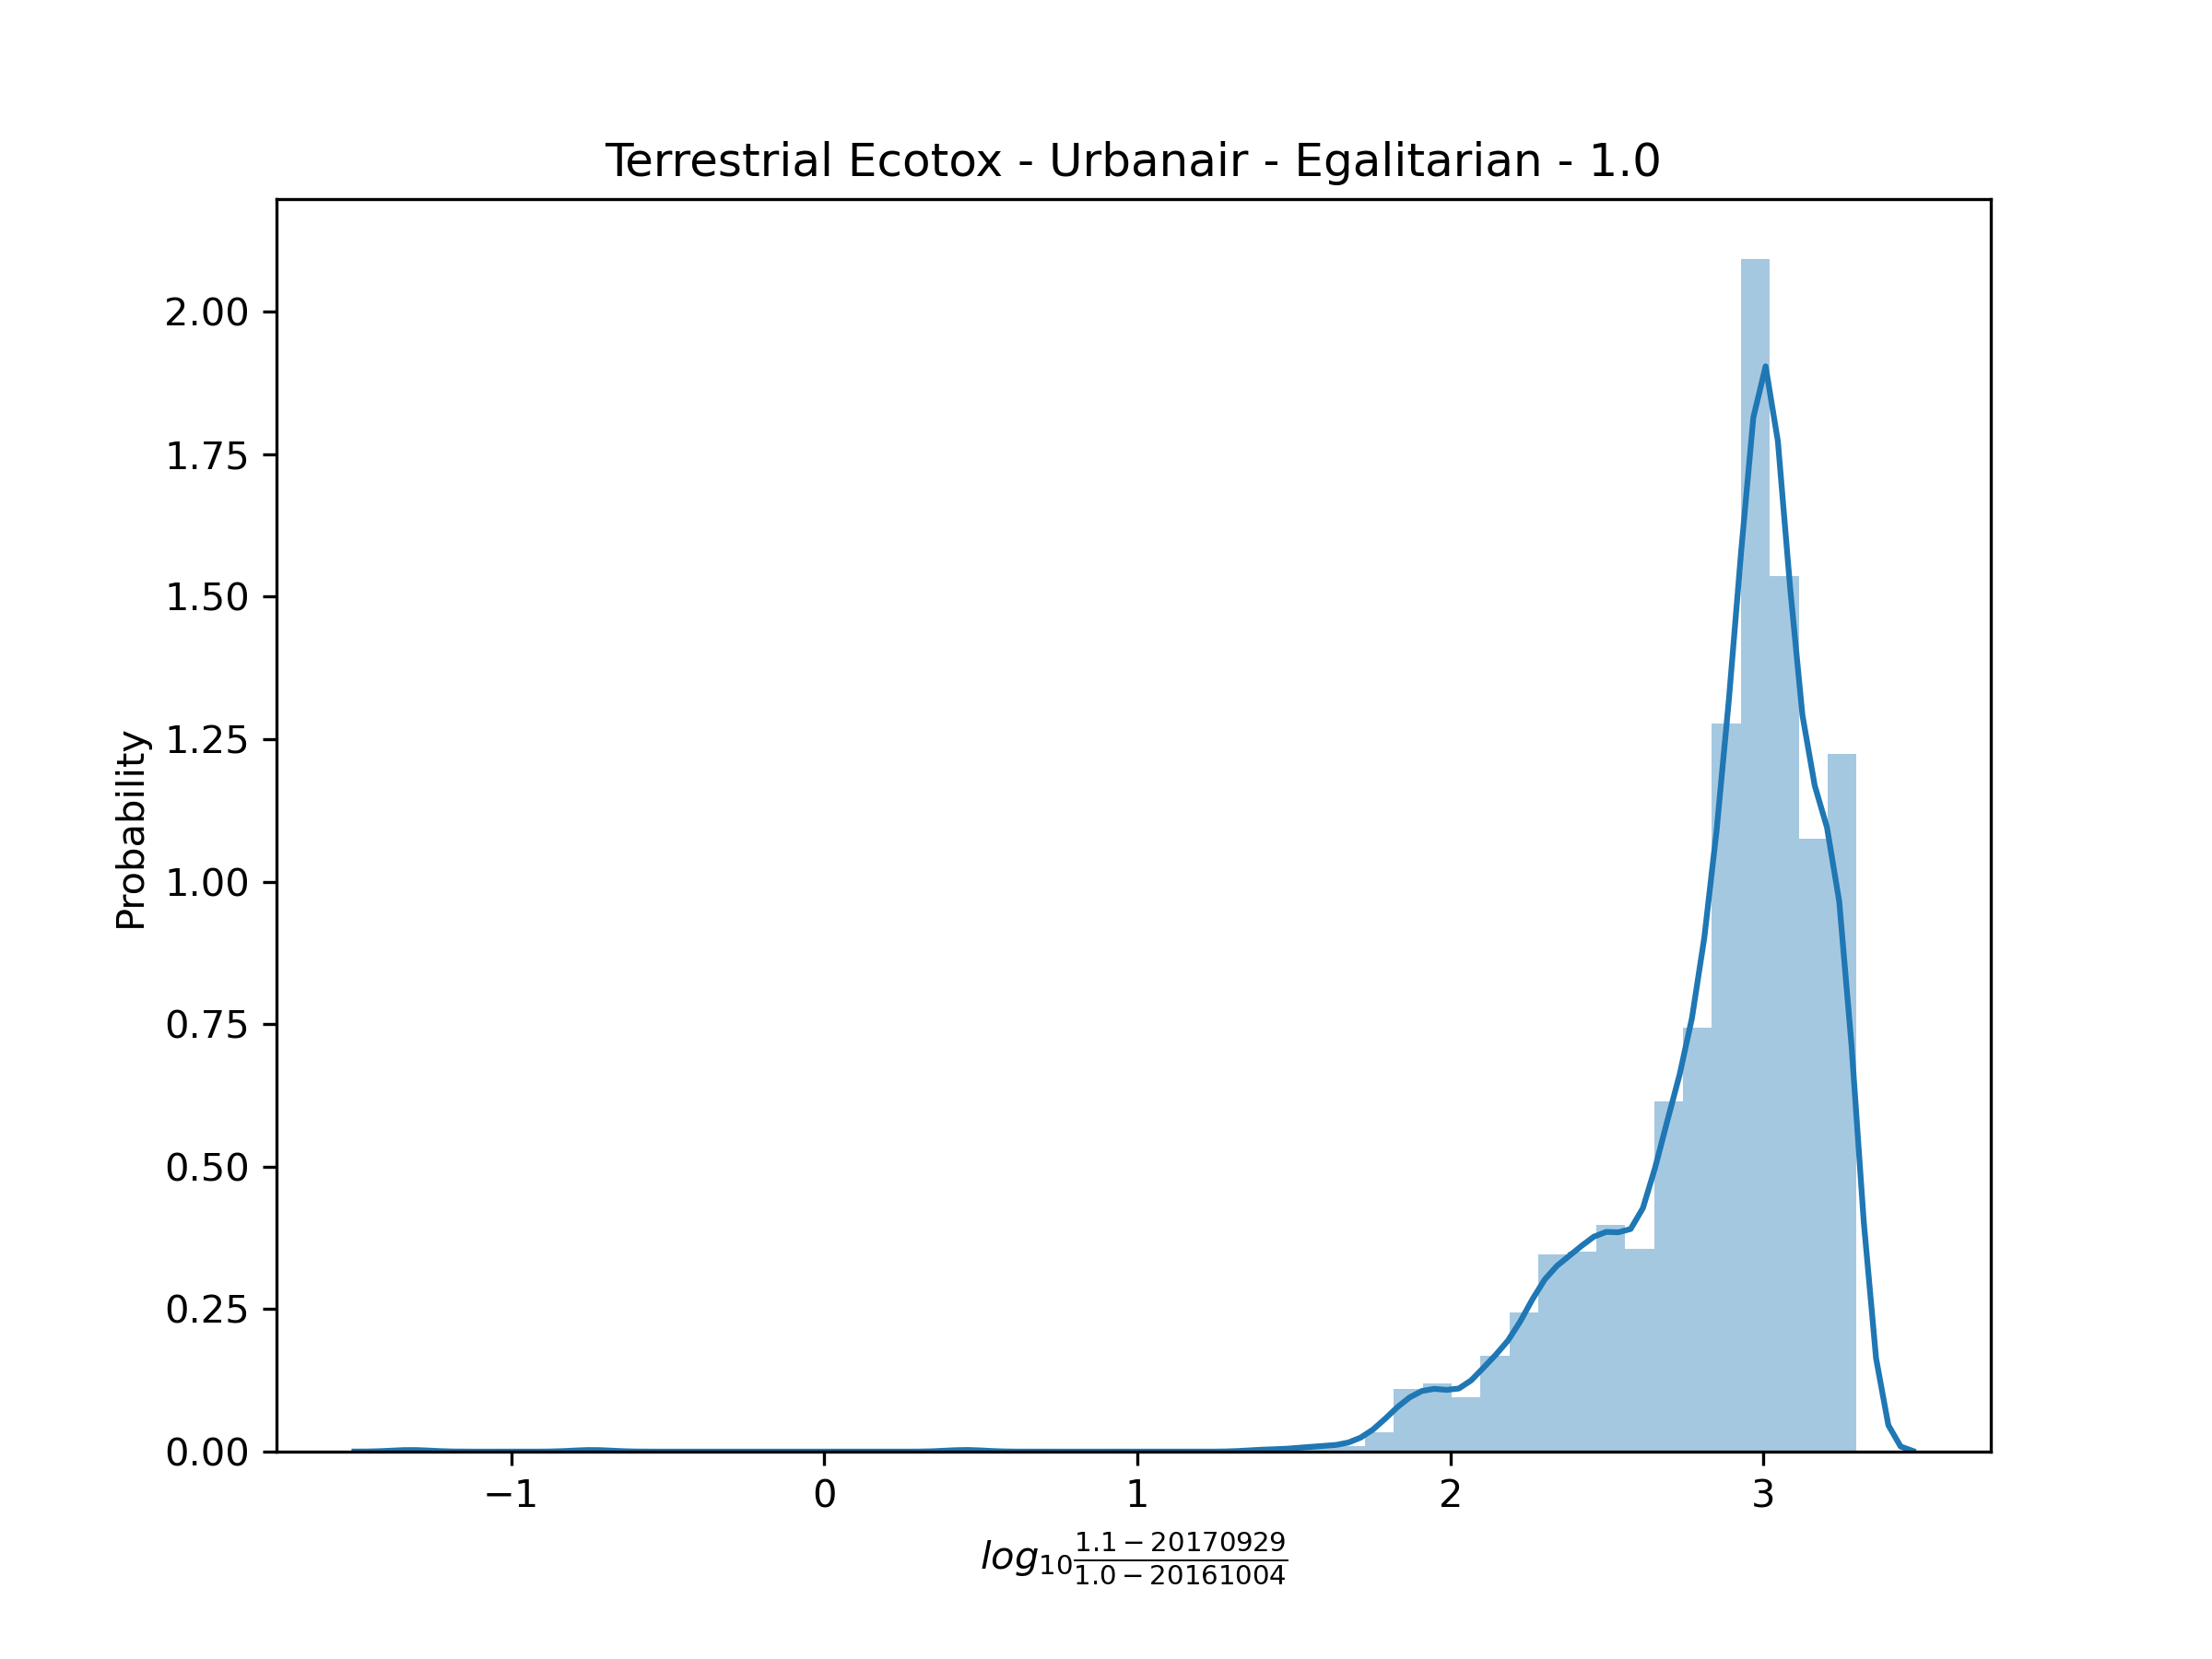 Terrestrial Ecotox - Urbanair - Egalitarian - 1.0
2.00
1.75
1.50
1.25
1.00
0.75
0.50
0.25
0.00
Probability
−1 0 1 2 3
log10 1.1 − 20170929
1.0 − 20161004